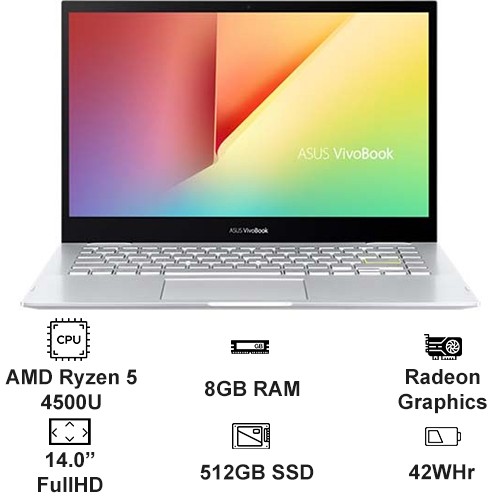 ASUS VivoBook
ASUS VivoBook
CPU
AMD Ryzen 5
4500U
GB
8GB RAM
Radeon
Graphics
14.0”
FullHD
512GB SSD
42WHr